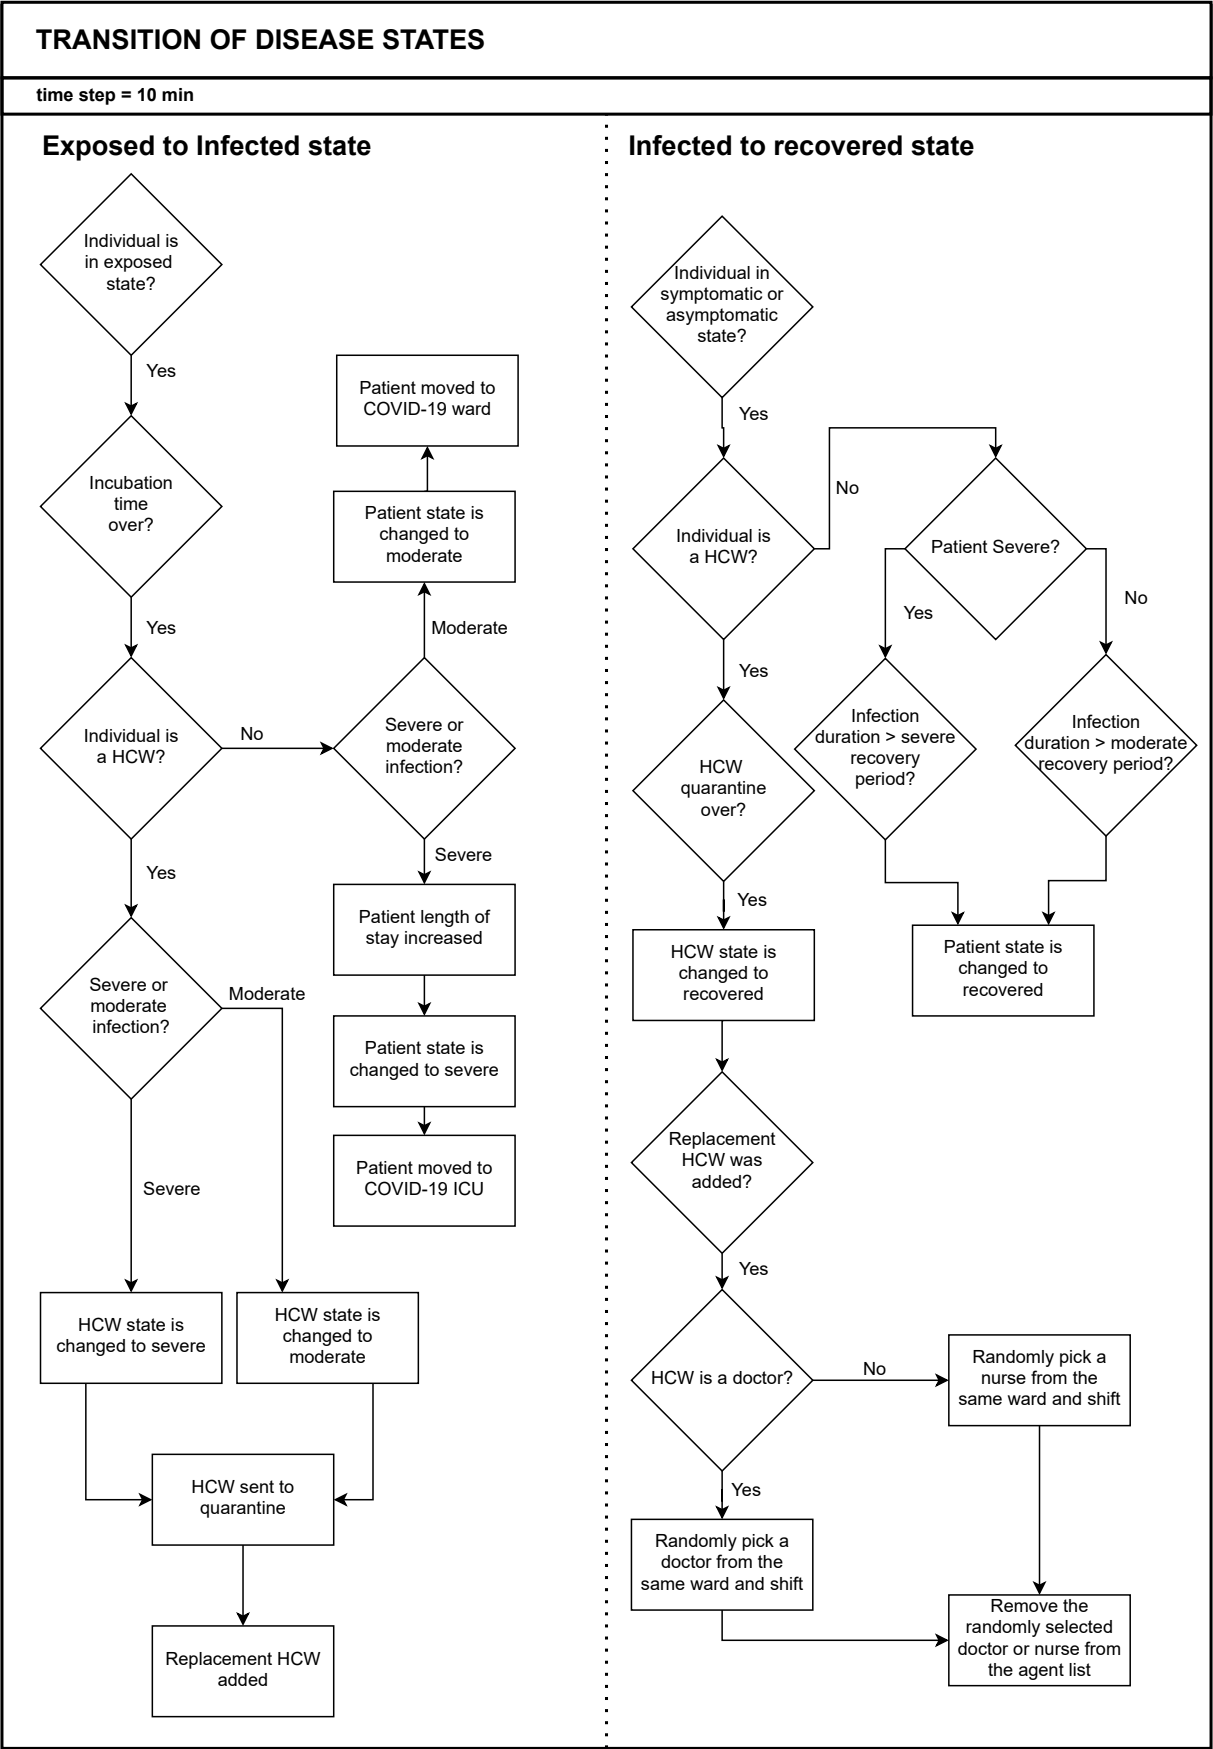 TRANSITION OF DISEASE STATES
time step = 10 min
Exposed to Infected state
Individual is
in exposed
state?
Yes
Incubation
time
over?
Yes
Individual is
a HCW?
No
Severe or
moderate
infection?
Moderate
Patient state is
changed to
moderate
Patient moved to
COVID-19 ward
Severe
Patient length of
stay increased
Patient state is
changed to severe
Patient moved to
COVID-19 ICU
Yes
Severe or
moderate
infection?
Moderate
Severe
HCW state is
changed to severe
HCW state is
changed to
moderate
HCW sent to
quarantine
Replacement HCW
added
Infected to recovered state
Individual in
symptomatic or
asymptomatic
state?
Yes
Individual is
a HCW?
No
Patient Severe?
Yes
No
Infection
duration > severe
recovery
period?
Infection
duration > moderate
recovery period?
Patient state is
changed to
recovered
Yes
HCW
quarantine
over?
Yes
HCW state is
changed to
recovered
Replacement
HCW was
added?
Yes
HCW is a doctor?
No
Randomly pick a
nurse from the
same ward and shift
Yes
Randomly pick a
doctor from the
same ward and shift
Remove the
randomly selected
doctor or nurse from
the agent list